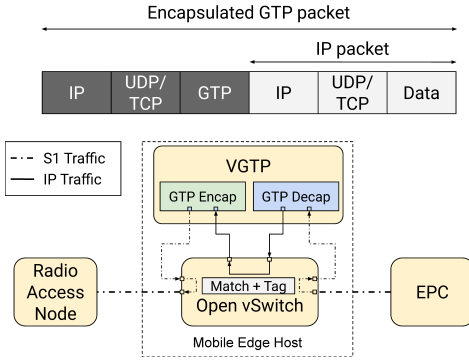 Encapsulated GTP packet
IP packet
IP
UDP/
TCP
GTP
IP
UDP/
TCP
Data
S1 Traffic
IP Traffic
VGTP
GTP Encap
GTP Decap
Radio
Access
Node
Match + Tag
Open vSwitch
EPC
Mobile Edge Host